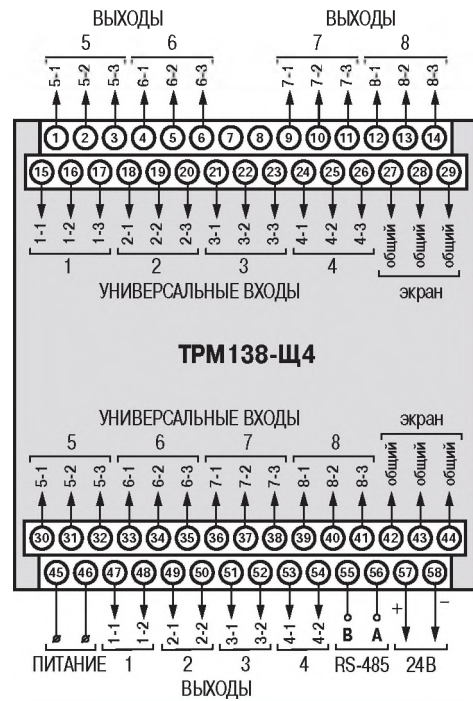 ВЫХОДЫ ВЫХОДЫ
5 6 7 8
5-1 5-2 5-3 6-1 6-2 6-3 7-1 7-2 7-3 8-1 8-2 8-3
1 2 3 4 5 6 7 8 9 10 11 12 13 14
15 16 17 18 19 20 21 22 23 24 25 26 27 28 29
1-1 1-2 1-3 2-1 2-2 2-3 3-1 3-2 3-3 4-1 4-2 4-3 общий общий общий
1 2 3 4 экран
УНИВЕРСАЛЬНЫЕ ВХОДЫ
ТРМ138-Щ4
УНИВЕРСАЛЬНЫЕ ВХОДЫ экран
5 6 7 8
5-1 5-2 5-3 6-1 6-2 6-3 7-1 7-2 7-3 8-1 8-2 8-3 общий общий общий
30 31 32 33 34 35 36 37 38 39 40 41 42 43 44
45 46 47 48 49 50 51 52 53 54 55 56 57 58
1-1 1-2 2-1 2-2 3-1 3-2 4-1 4-2 B A + –
ПИТАНИЕ 1 2 3 4 RS-485 24В
ВЫХОДЫ